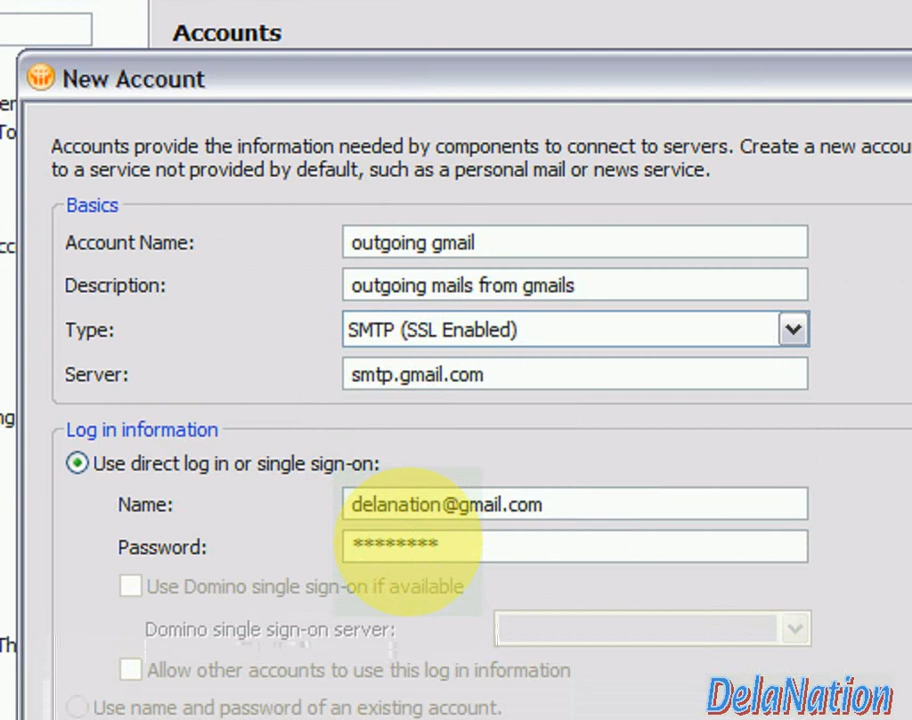 Accounts
New Account
Accounts provide the information needed by components to connect to servers. Create a new accou
to a service not provided by default, such as a personal mail or news service.
Basics
Account Name: outgoing gmail
Description: outgoing mails from gmails
Type: SMTP (SSL Enabled)
Server: smtp.gmail.com
Log in information
Use direct log in or single sign-on:
Name: delanation@gmail.com
Password: ********
Use Domino single sign-on if available
Domino single sign-on server:
Allow other accounts to use this log in information
Use name and password of an existing account.
DelaNation